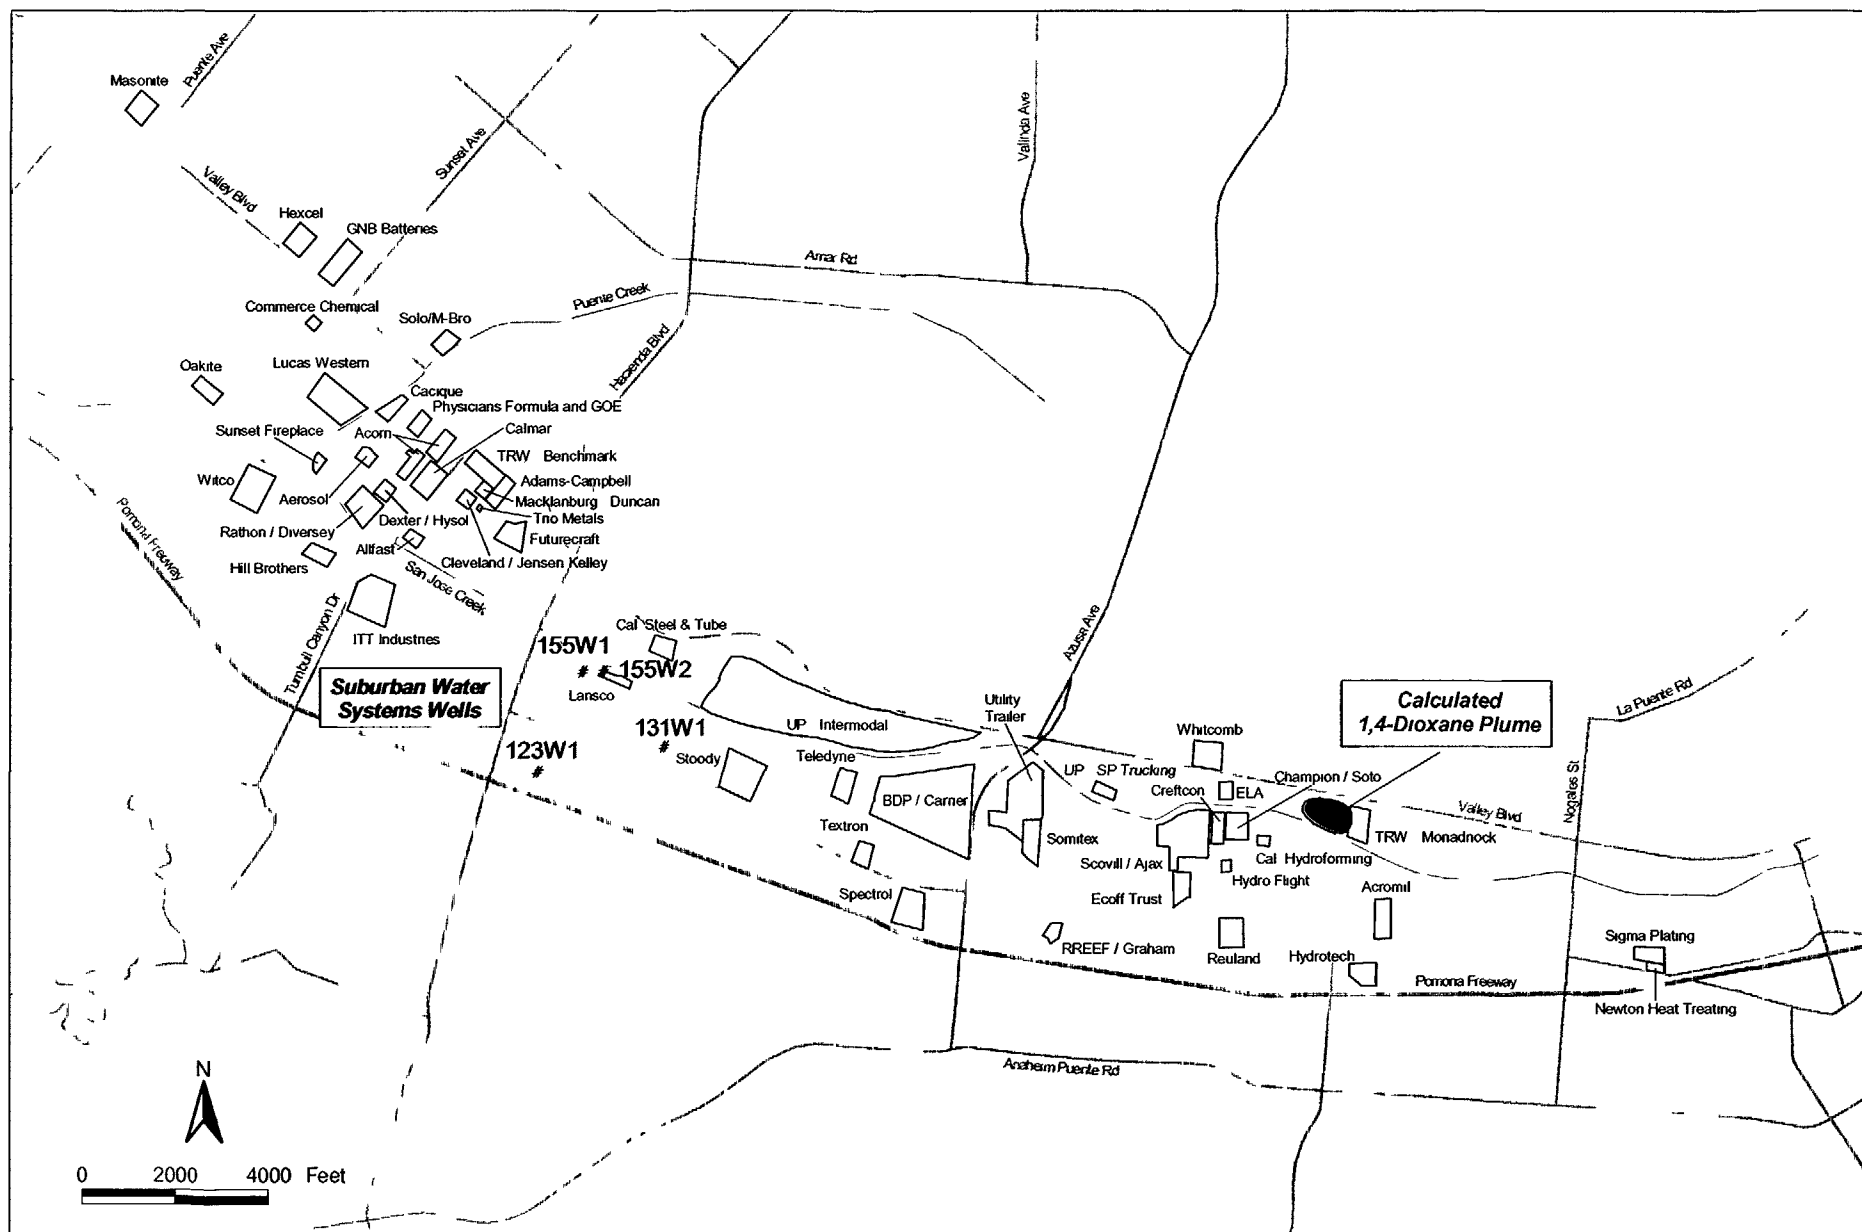 Masonite
Puente Ave
Sunset Ave
Valley Blvd
Valinda Ave
Hexcel
GNB Batteries
Amar Rd
Puente Creek
Commerce Chemical
Solo/M-Bro
Hacienda Blvd
Oakite
Lucas Western
Cacique
Physicians Formula and GOE
Sunset Fireplace
Acorn
Calmar
TRW Benchmark
Witco
Aerosol
Adams-Campbell
Macklanburg Duncan
Trio Metals
Rathon / Diversey
Dexter / Hysol
Futurecraft
Allfast
Cleveland / Jensen Kelley
Hill Brothers
San Jose Creek
Pomona Freeway
Turnbull Canyon Dr
ITT Industries
Cal Steel & Tube
155W1
# #
155W2
Lansco
Suburban Water
Systems Wells
Azusa Ave
Utility
Trailer
UP Intermodal
131W1
#
123W1
#
Stoody
Teledyne
BDP / Carrier
Textron
Spectrol
Somitex
UP SP Trucking
Whitcomb
Calculated
1,4-Dioxane Plume
La Puente Rd
Nogales St
Champion / Soto
Creftcon
ELA
Valley Blvd
TRW Monadnock
Scovill / Ajax
Cal Hydroforming
Hydro Flight
Ecoff Trust
Acromil
RREEF / Graham
Reuland
Hydrotech
Pomona Freeway
Sigma Plating
Newton Heat Treating
Anaheim Puente Rd
N
0 2000 4000 Feet